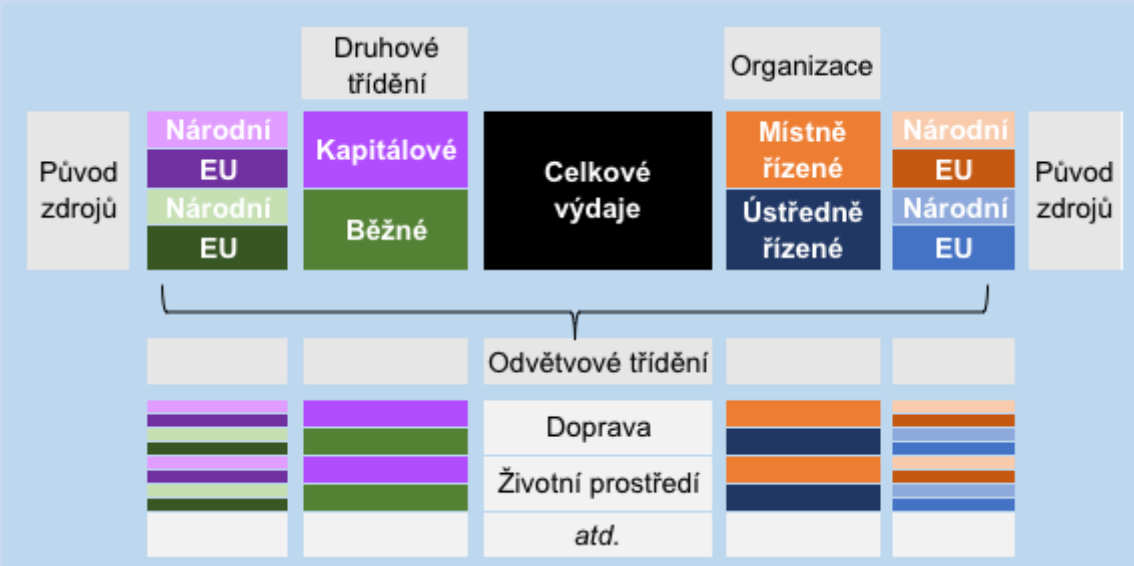 Druhové
třídění
Organizace
Původ
zdrojů
Národní
EU
Národní
EU
Kapitálové
Běžné
Celkové
výdaje
Místně
řízené
Ústředně
řízené
Národní
EU
Národní
EU
Původ
zdrojů
Odvětvové třídění
Doprava
Životní prostředí
atd.